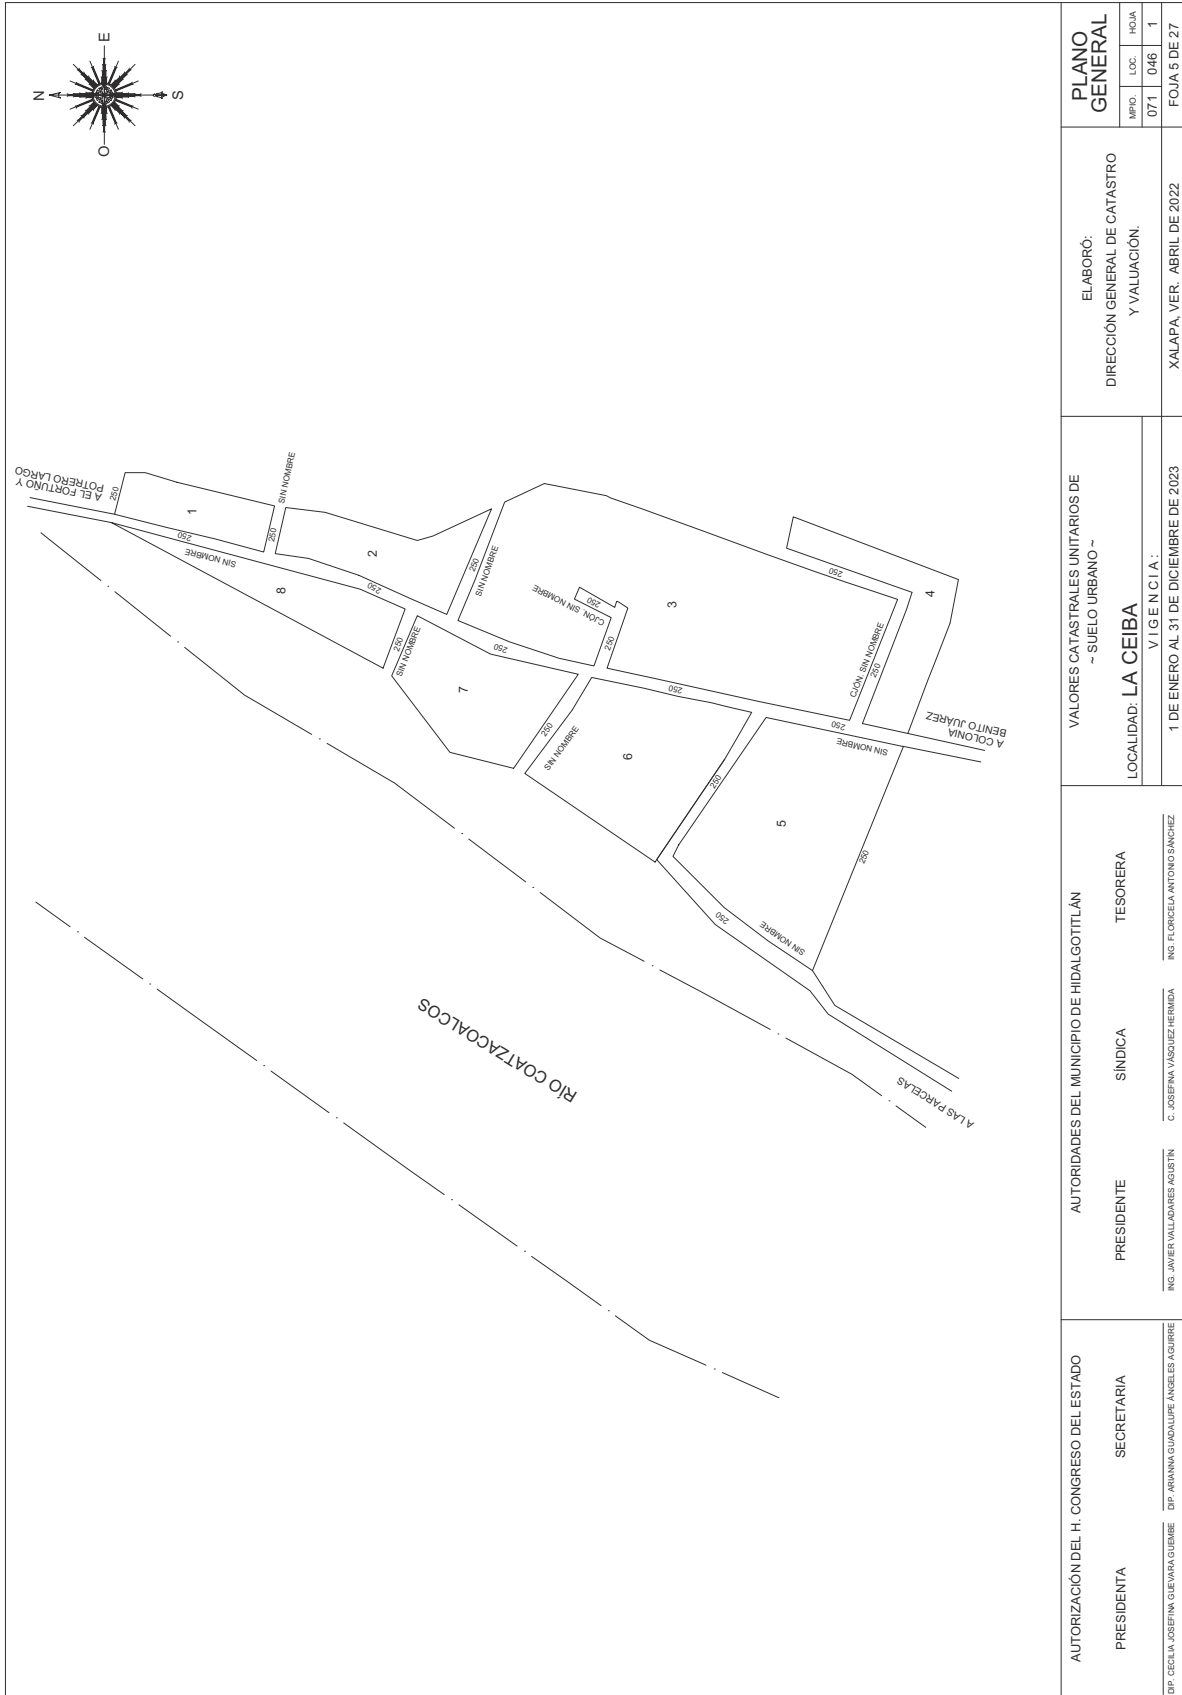 N
E
O
S
A EL FORTUÑO Y
POTRERO LARGO
250
1
250
SIN NOMBRE
SIN NOMBRE
250
8
2
250
250
SIN NOMBRE
250
SIN NOMBRE
7
250
CJÓN. SIN NOMBRE
250
250
3
250
SIN NOMBRE
250
6
250
4
CJÓN. SIN NOMBRE
250
250
SIN NOMBRE
A COLONIA
BENITO JUÁREZ
250
5
250
250
SIN NOMBRE
A LAS PARCELAS
RÍO COATZACOALCOS
AUTORIZACIÓN DEL H. CONGRESO DEL ESTADO
PRESIDENTA
SECRETARIA
DIP. CECILIA JOSEFINA GUEVARA GUEMBE
DIP. ARIANNA GUADALUPE ÁNGELES AGUIRRE
AUTORIDADES DEL MUNICIPIO DE HIDALGOTITLÁN
PRESIDENTE
SÍNDICA
TESORERA
ING. JAVIER VALLADARES AGUSTÍN
C. JOSEFINA VÁSQUEZ HERMIDA
ING. FLORICELA ANTONIO SÁNCHEZ
VALORES CATASTRALES UNITARIOS DE
~ SUELO URBANO ~
LOCALIDAD: LA CEIBA
V I G E N C I A :
1 DE ENERO AL 31 DE DICIEMBRE DE 2023
ELABORÓ:
DIRECCIÓN GENERAL DE CATASTRO
Y VALUACIÓN.
XALAPA, VER. ABRIL DE 2022
PLANO
GENERAL
MPIO. LOC. HOJA
071 046 1
FOJA 5 DE 27